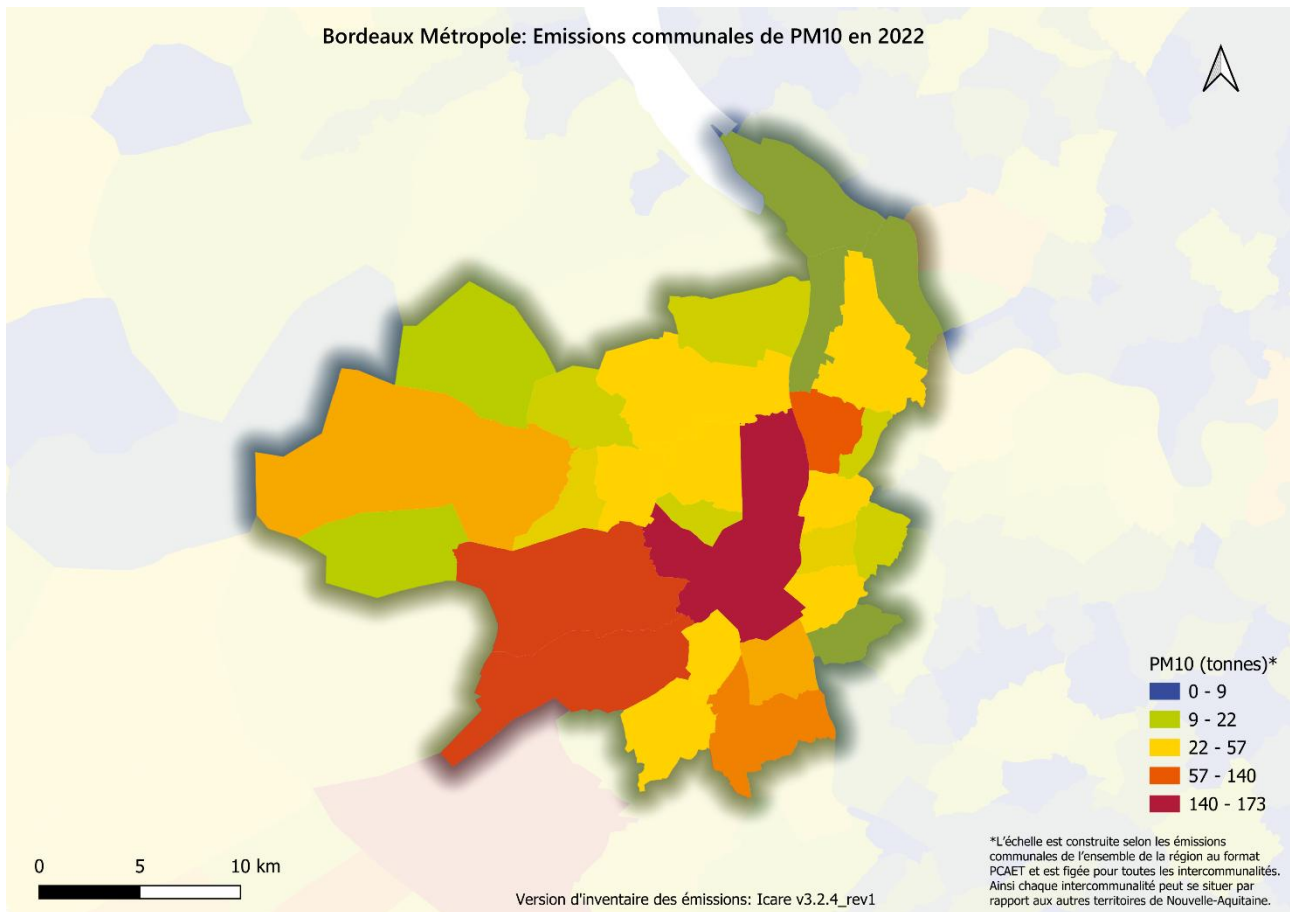 Bordeaux Métropole: Emissions communales de PM10 en 2022
PM10 (tonnes)*
0 - 9
9 - 22
22 - 57
57 - 140
140 - 173
*L'échelle est construite selon les émissions
communales de l'ensemble de la région au format
PCAET et est figée pour toutes les intercommunalités.
Ainsi chaque intercommunalité peut se situer par
rapport aux autres territoires de Nouvelle-Aquitaine.
0 5 10 km
Version d'inventaire des émissions: Icare v3.2.4_rev1